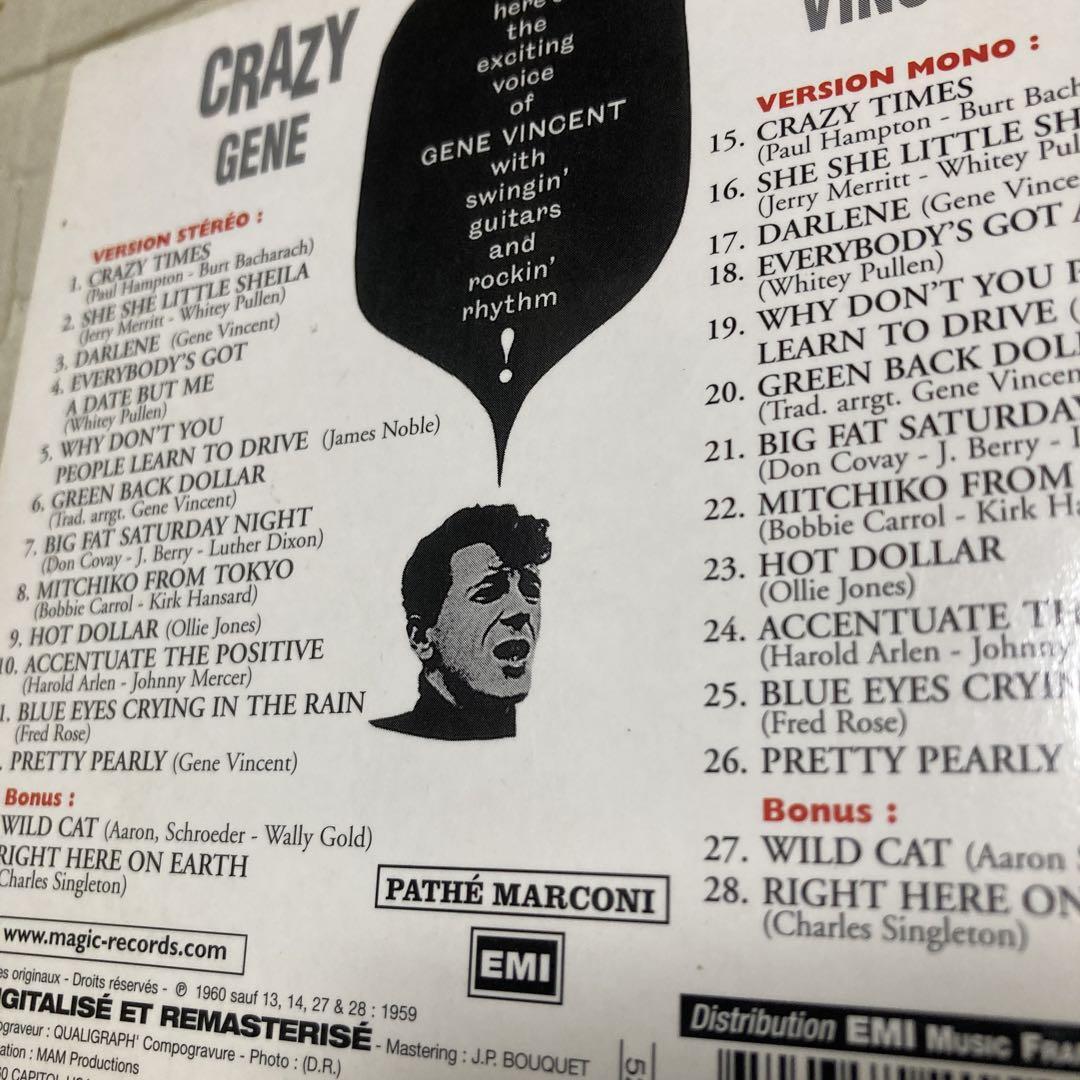 CRAZY
GENE
VERSION STÉRÉO :
1. CRAZY TIMES
(Paul Hampton - Burt Bacharach)
2. SHE SHE LITTLE SHEILA
(Jerry Merritt - Whitey Pullen)
3. DARLENE (Gene Vincent)
4. EVERYBODY'S GOT
A DATE BUT ME
(Whitey Pullen)
5. WHY DON'T YOU
PEOPLE LEARN TO DRIVE (James Noble)
6. GREEN BACK DOLLAR
(Trad. arrgt. Gene Vincent)
7. BIG FAT SATURDAY NIGHT
(Don Covay - J. Berry - Luther Dixon)
8. MITCHIKO FROM TOKYO
(Bobbie Carrol - Kirk Hansard)
9. HOT DOLLAR (Ollie Jones)
10. ACCENTUATE THE POSITIVE
(Harold Arlen - Johnny Mercer)
1. BLUE EYES CRYING IN THE RAIN
(Fred Rose)
. PRETTY PEARLY (Gene Vincent)
Bonus :
WILD CAT (Aaron, Schroeder - Wally Gold)
RIGHT HERE ON EARTH
Charles Singleton)
www.magic-records.com
es originaux - Droits réservés - ℗ 1960 sauf 13, 14, 27 & 28 : 1959
GITALISÉ ET REMASTERISÉ - Mastering : J.P. BOUQUET
ograveur : QUALIGRAPH' Compogravure - Photo : (D.R.)
ation : MAM Productions
here's
the
exciting
voice
of
GENE VINCENT
with
swingin'
guitars
and
rockin'
rhythm
!
PATHÉ MARCONI
EMI
VERSION MONO :
15. CRAZY TIMES
(Paul Hampton - Burt Bach
16. SHE SHE LITTLE SH
(Jerry Merritt - Whitey Pul
17. DARLENE (Gene Vince
18. EVERYBODY'S GOT A
(Whitey Pullen)
19. WHY DON'T YOU P
LEARN TO DRIVE (
20. GREEN BACK DOL
(Trad. arrgt. Gene Vincen
21. BIG FAT SATURDAY
(Don Covay - J. Berry - L
22. MITCHIKO FROM
(Bobbie Carrol - Kirk Ha
23. HOT DOLLAR
(Ollie Jones)
24. ACCENTUATE TH
(Harold Arlen - Johnny
25. BLUE EYES CRYIN
(Fred Rose)
26. PRETTY PEARLY
Bonus :
27. WILD CAT (Aaron
28. RIGHT HERE ON
(Charles Singleton)
Distribution EMI MUSIC FRA